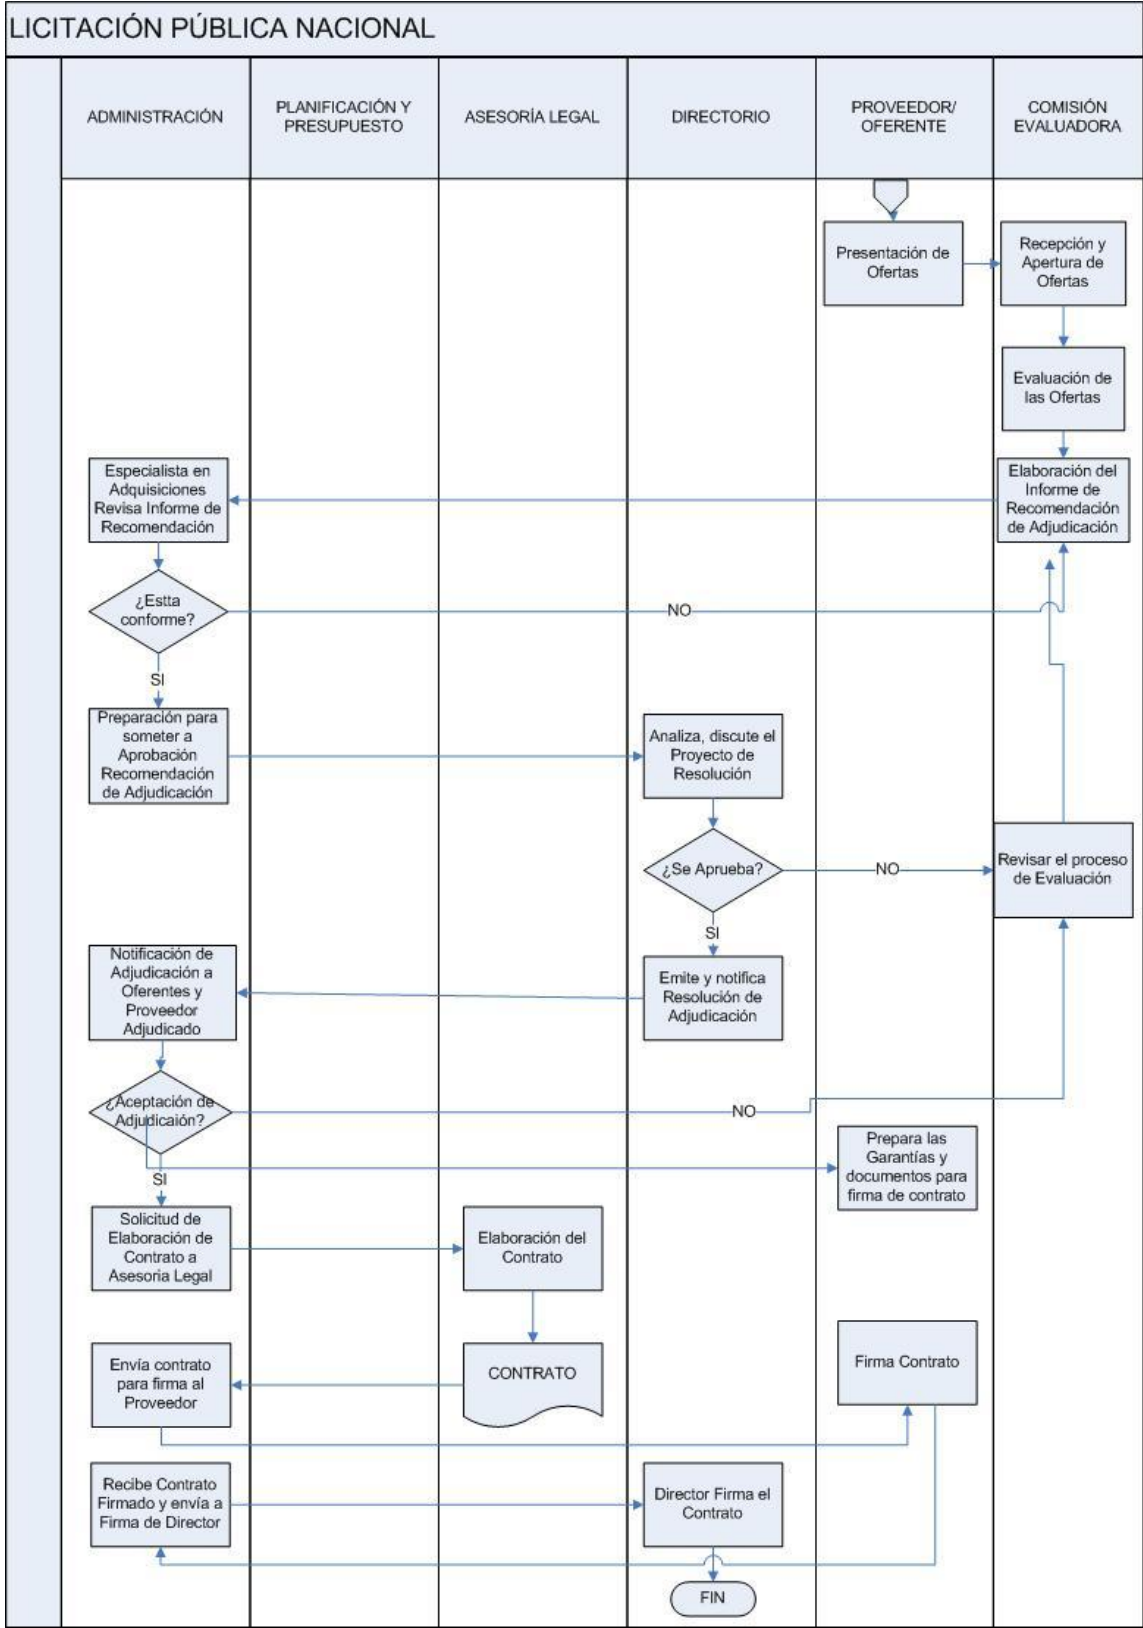 LICITACIÓN PÚBLICA NACIONAL
ADMINISTRACIÓN
PLANIFICACIÓN Y
PRESUPUESTO
ASESORÍA LEGAL
DIRECTORIO
PROVEEDOR/
OFERENTE
COMISIÓN
EVALUADORA
Presentación de
Ofertas
Recepción y
Apertura de
Ofertas
Evaluación de
las Ofertas
Elaboración del
Informe de
Recomendación
de Adjudicación
Especialista en
Adquisiciones
Revisa Informe de
Recomendación
¿Estta
conforme?
NO
SI
Preparación para
someter a
Aprobación
Recomendación
de Adjudicación
Analiza, discute el
Proyecto de
Resolución
¿Se Aprueba?
NO
Revisar el proceso
de Evaluación
SI
Emite y notifica
Resolución de
Adjudicación
Notificación de
Adjudicación a
Oferentes y
Proveedor
Adjudicado
¿Aceptación de
Adjudicaión?
NO
Prepara las
Garantías y
documentos para
firma de contrato
SI
Solicitud de
Elaboración de
Contrato a
Asesoria Legal
Elaboración del
Contrato
CONTRATO
Envía contrato
para firma al
Proveedor
Firma Contrato
Recibe Contrato
Firmado y envía a
Firma de Director
Director Firma el
Contrato
FIN